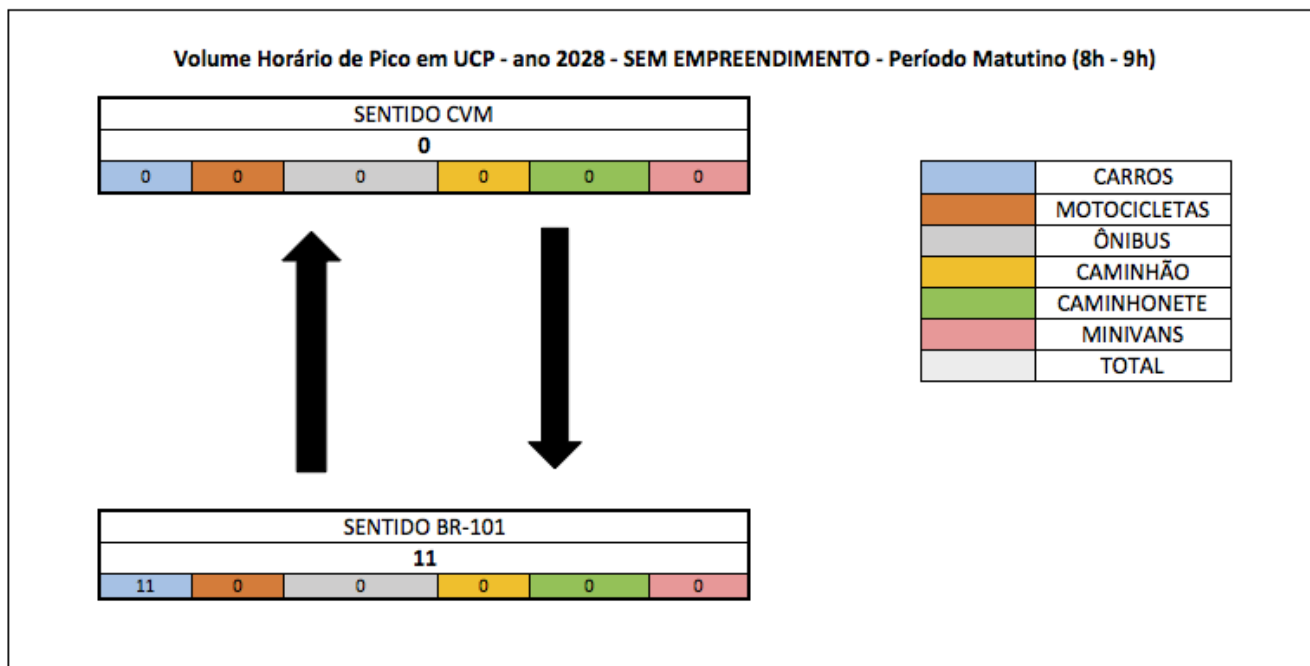 Volume Horário de Pico em UCP - ano 2028 - SEM EMPREENDIMENTO - Período Matutino (8h - 9h)
SENTIDO CVM
0
0 0 0 0 0 0
CARROS
MOTOCICLETAS
ÔNIBUS
CAMINHÃO
CAMINHONETE
MINIVANS
TOTAL
SENTIDO BR-101
11
11 0 0 0 0 0